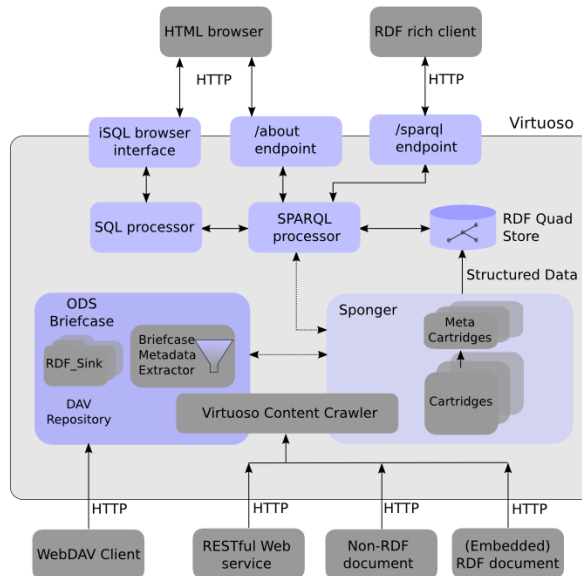 HTML browser
RDF rich client
HTTP
HTTP
Virtuoso
iSQL browser
interface
/about
endpoint
/sparql
endpoint
SQL processor
SPARQL
processor
RDF Quad
Store
Structured Data
ODS
Briefcase
RDF_Sink
Briefcase
Metadata
Extractor
DAV
Repository
Sponger
Meta
Cartridges
Cartridges
Virtuoso Content Crawler
HTTP
HTTP
HTTP
HTTP
WebDAV Client
RESTful Web
service
Non-RDF
document
(Embedded)
RDF document